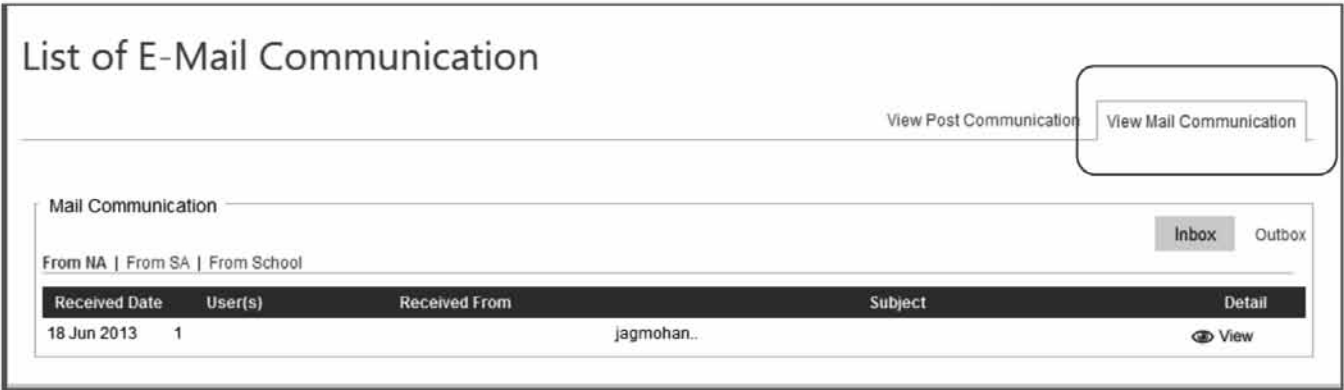 List of E-Mail Communication
View Post Communication View Mail Communication
Mail Communication
Inbox Outbox
From NA | From SA | From School
Received Date User(s) Received From Subject Detail
18 Jun 2013 1 jagmohan.. View